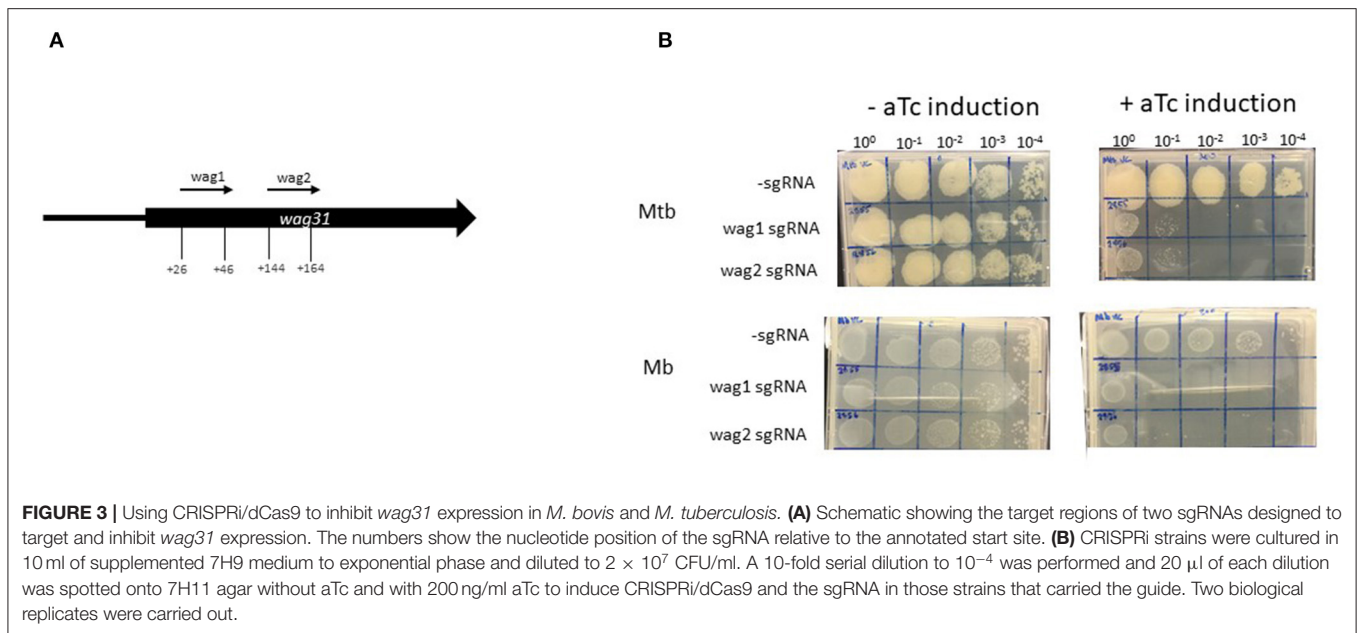 A
wag1 wag2
wag31
+26 +46 +144 +164
B
- aTc induction + aTc induction
10⁰ 10⁻¹ 10⁻² 10⁻³ 10⁻⁴ 10⁰ 10⁻¹ 10⁻² 10⁻³ 10⁻⁴
Mtb
-sgRNA
wag1 sgRNA
wag2 sgRNA
Mb
-sgRNA
wag1 sgRNA
wag2 sgRNA
FIGURE 3 | Using CRISPRi/dCas9 to inhibit wag31 expression in M. bovis and M. tuberculosis. (A) Schematic showing the target regions of two sgRNAs designed to
target and inhibit wag31 expression. The numbers show the nucleotide position of the sgRNA relative to the annotated start site. (B) CRISPRi strains were cultured in
10 ml of supplemented 7H9 medium to exponential phase and diluted to 2 × 10⁷ CFU/ml. A 10-fold serial dilution to 10⁻⁴ was performed and 20 µl of each dilution
was spotted onto 7H11 agar without aTc and with 200 ng/ml aTc to induce CRISPRi/dCas9 and the sgRNA in those strains that carried the guide. Two biological
replicates were carried out.